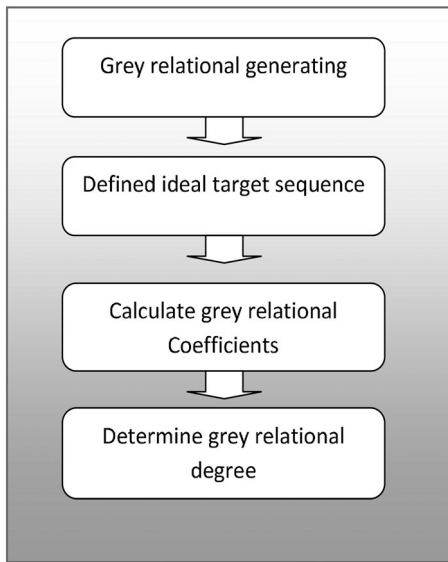 Grey relational generating
Defined ideal target sequence
Calculate grey relational
Coefficients
Determine grey relational
degree